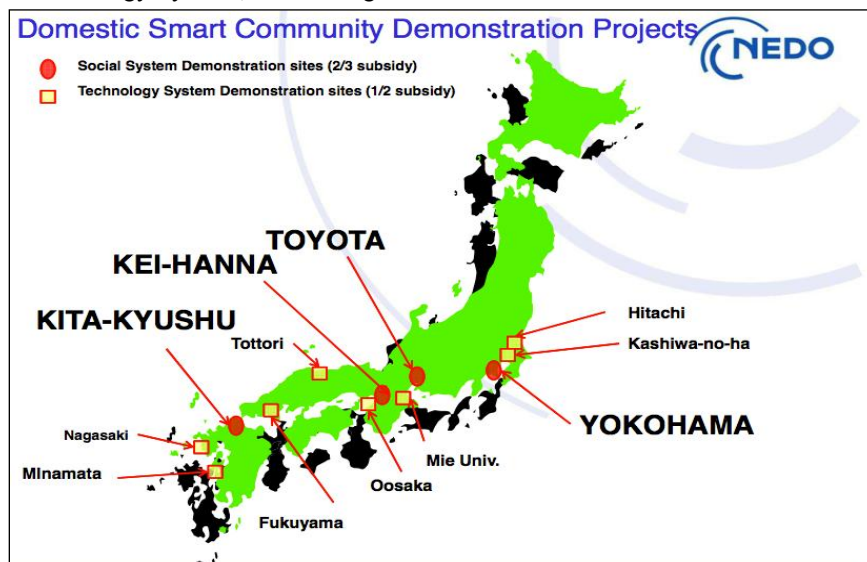 Domestic Smart Community Demonstration Projects
NEDO
Social System Demonstration sites (2/3 subsidy)
Technology System Demonstration sites (1/2 subsidy)
TOYOTA
KEI-HANNA
KITA-KYUSHU
Tottori
Hitachi
Kashiwa-no-ha
YOKOHAMA
Nagasaki
MInamata
Mie Univ.
Oosaka
Fukuyama